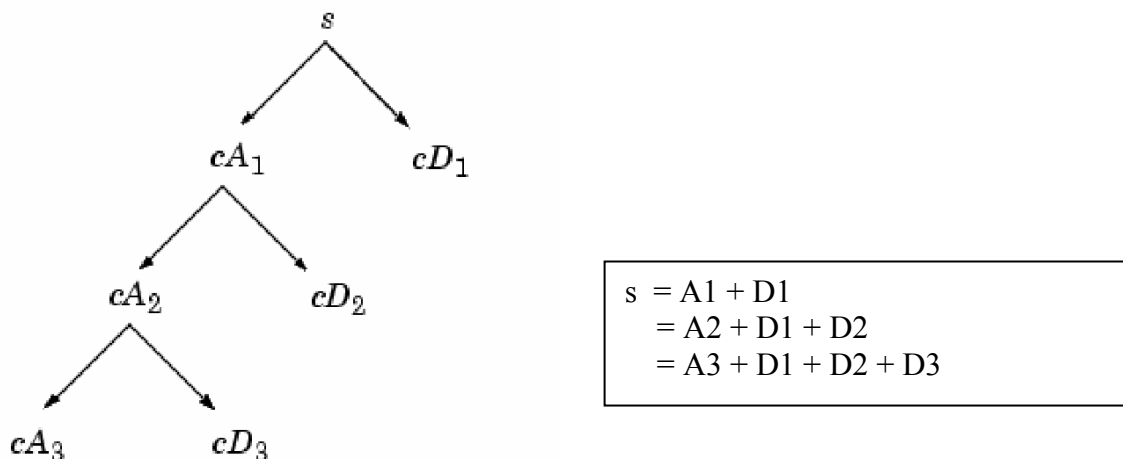 s
cA₁ cD₁
cA₂ cD₂
s = A1 + D1
= A2 + D1 + D2
= A3 + D1 + D2 + D3
cA₃ cD₃